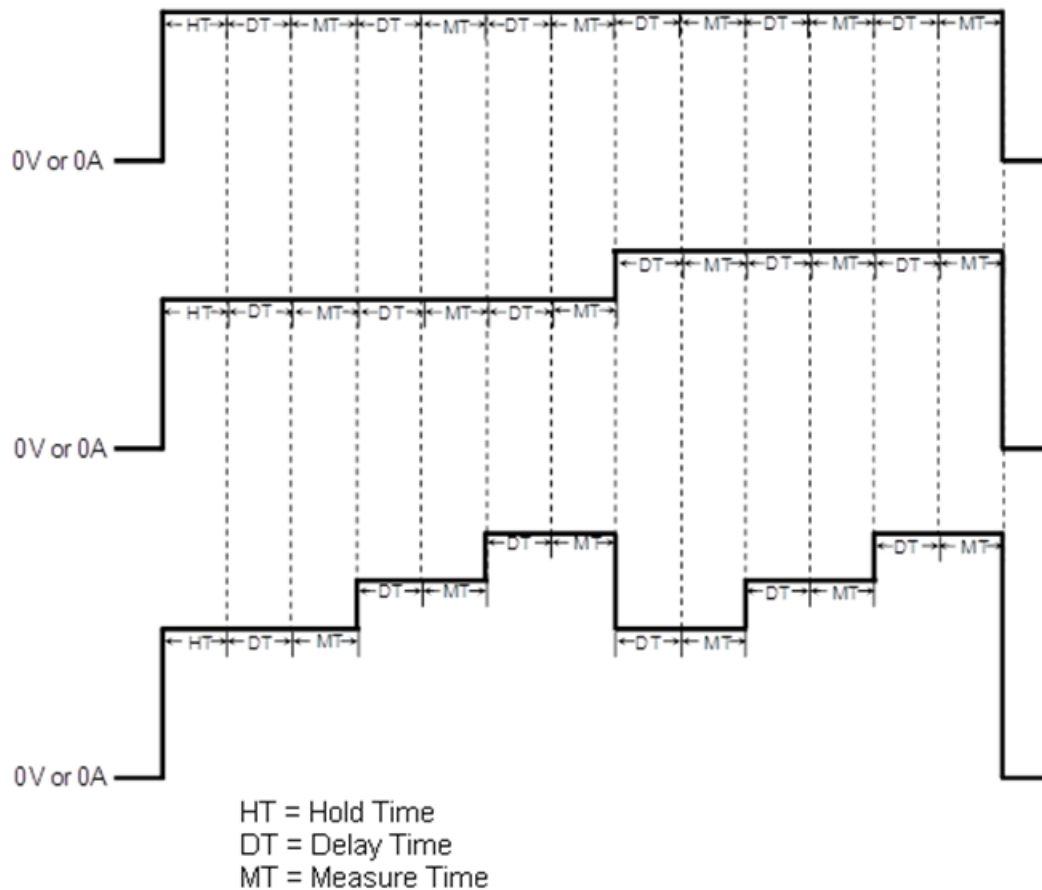 HT DT MT DT MT DT MT DT MT DT MT DT MT
0V or 0A
DT MT DT MT DT MT
HT DT MT DT MT DT MT
0V or 0A
DT MT DT MT
DT MT DT MT
HT DT MT DT MT
0V or 0A
HT = Hold Time
DT = Delay Time
MT = Measure Time